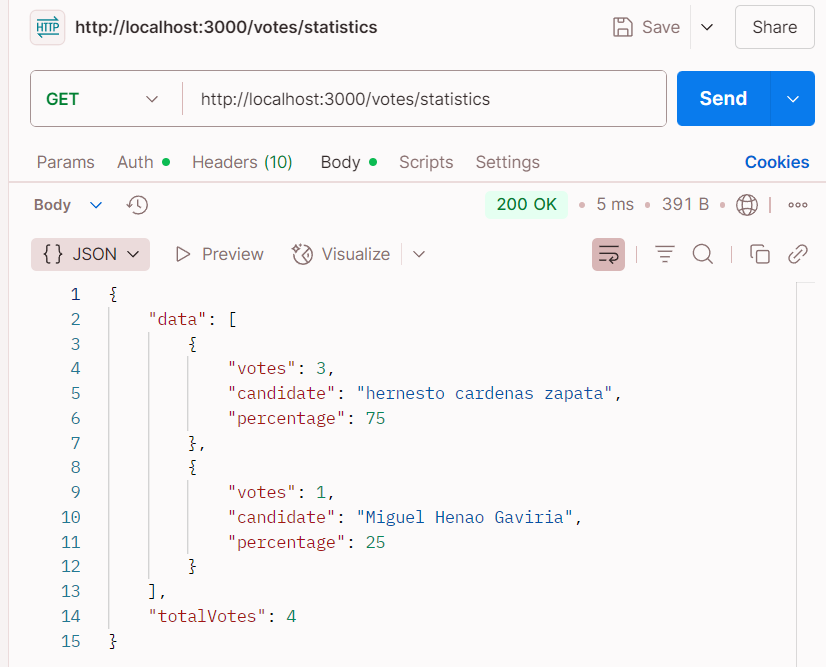 HTTP http://localhost:3000/votes/statistics Save Share
GET http://localhost:3000/votes/statistics Send
Params Auth Headers (10) Body Scripts Settings Cookies
Body 200 OK 5 ms 391 B
{} JSON Preview Visualize
1 {
2 "data": [
3 {
4 "votes": 3,
5 "candidate": "hernesto cardenas zapata",
6 "percentage": 75
7 },
8 {
9 "votes": 1,
10 "candidate": "Miguel Henao Gaviria",
11 "percentage": 25
12 }
13 ],
14 "totalVotes": 4
15 }